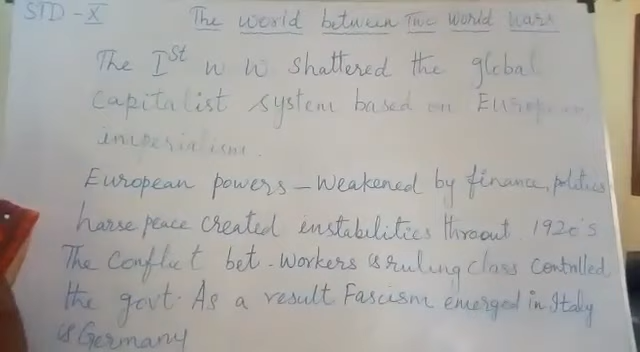 STD - X
The world between Two world wars
The Ist W W Shattered the global
capitalist system based on European
imperialism.
European powers - Weakened by finance, politics
harse peace created instabilities throout 1920's
The Conflict bet. Workers & ruling class Controlled
the govt. As a result Fascism emerged in Italy
& Germany